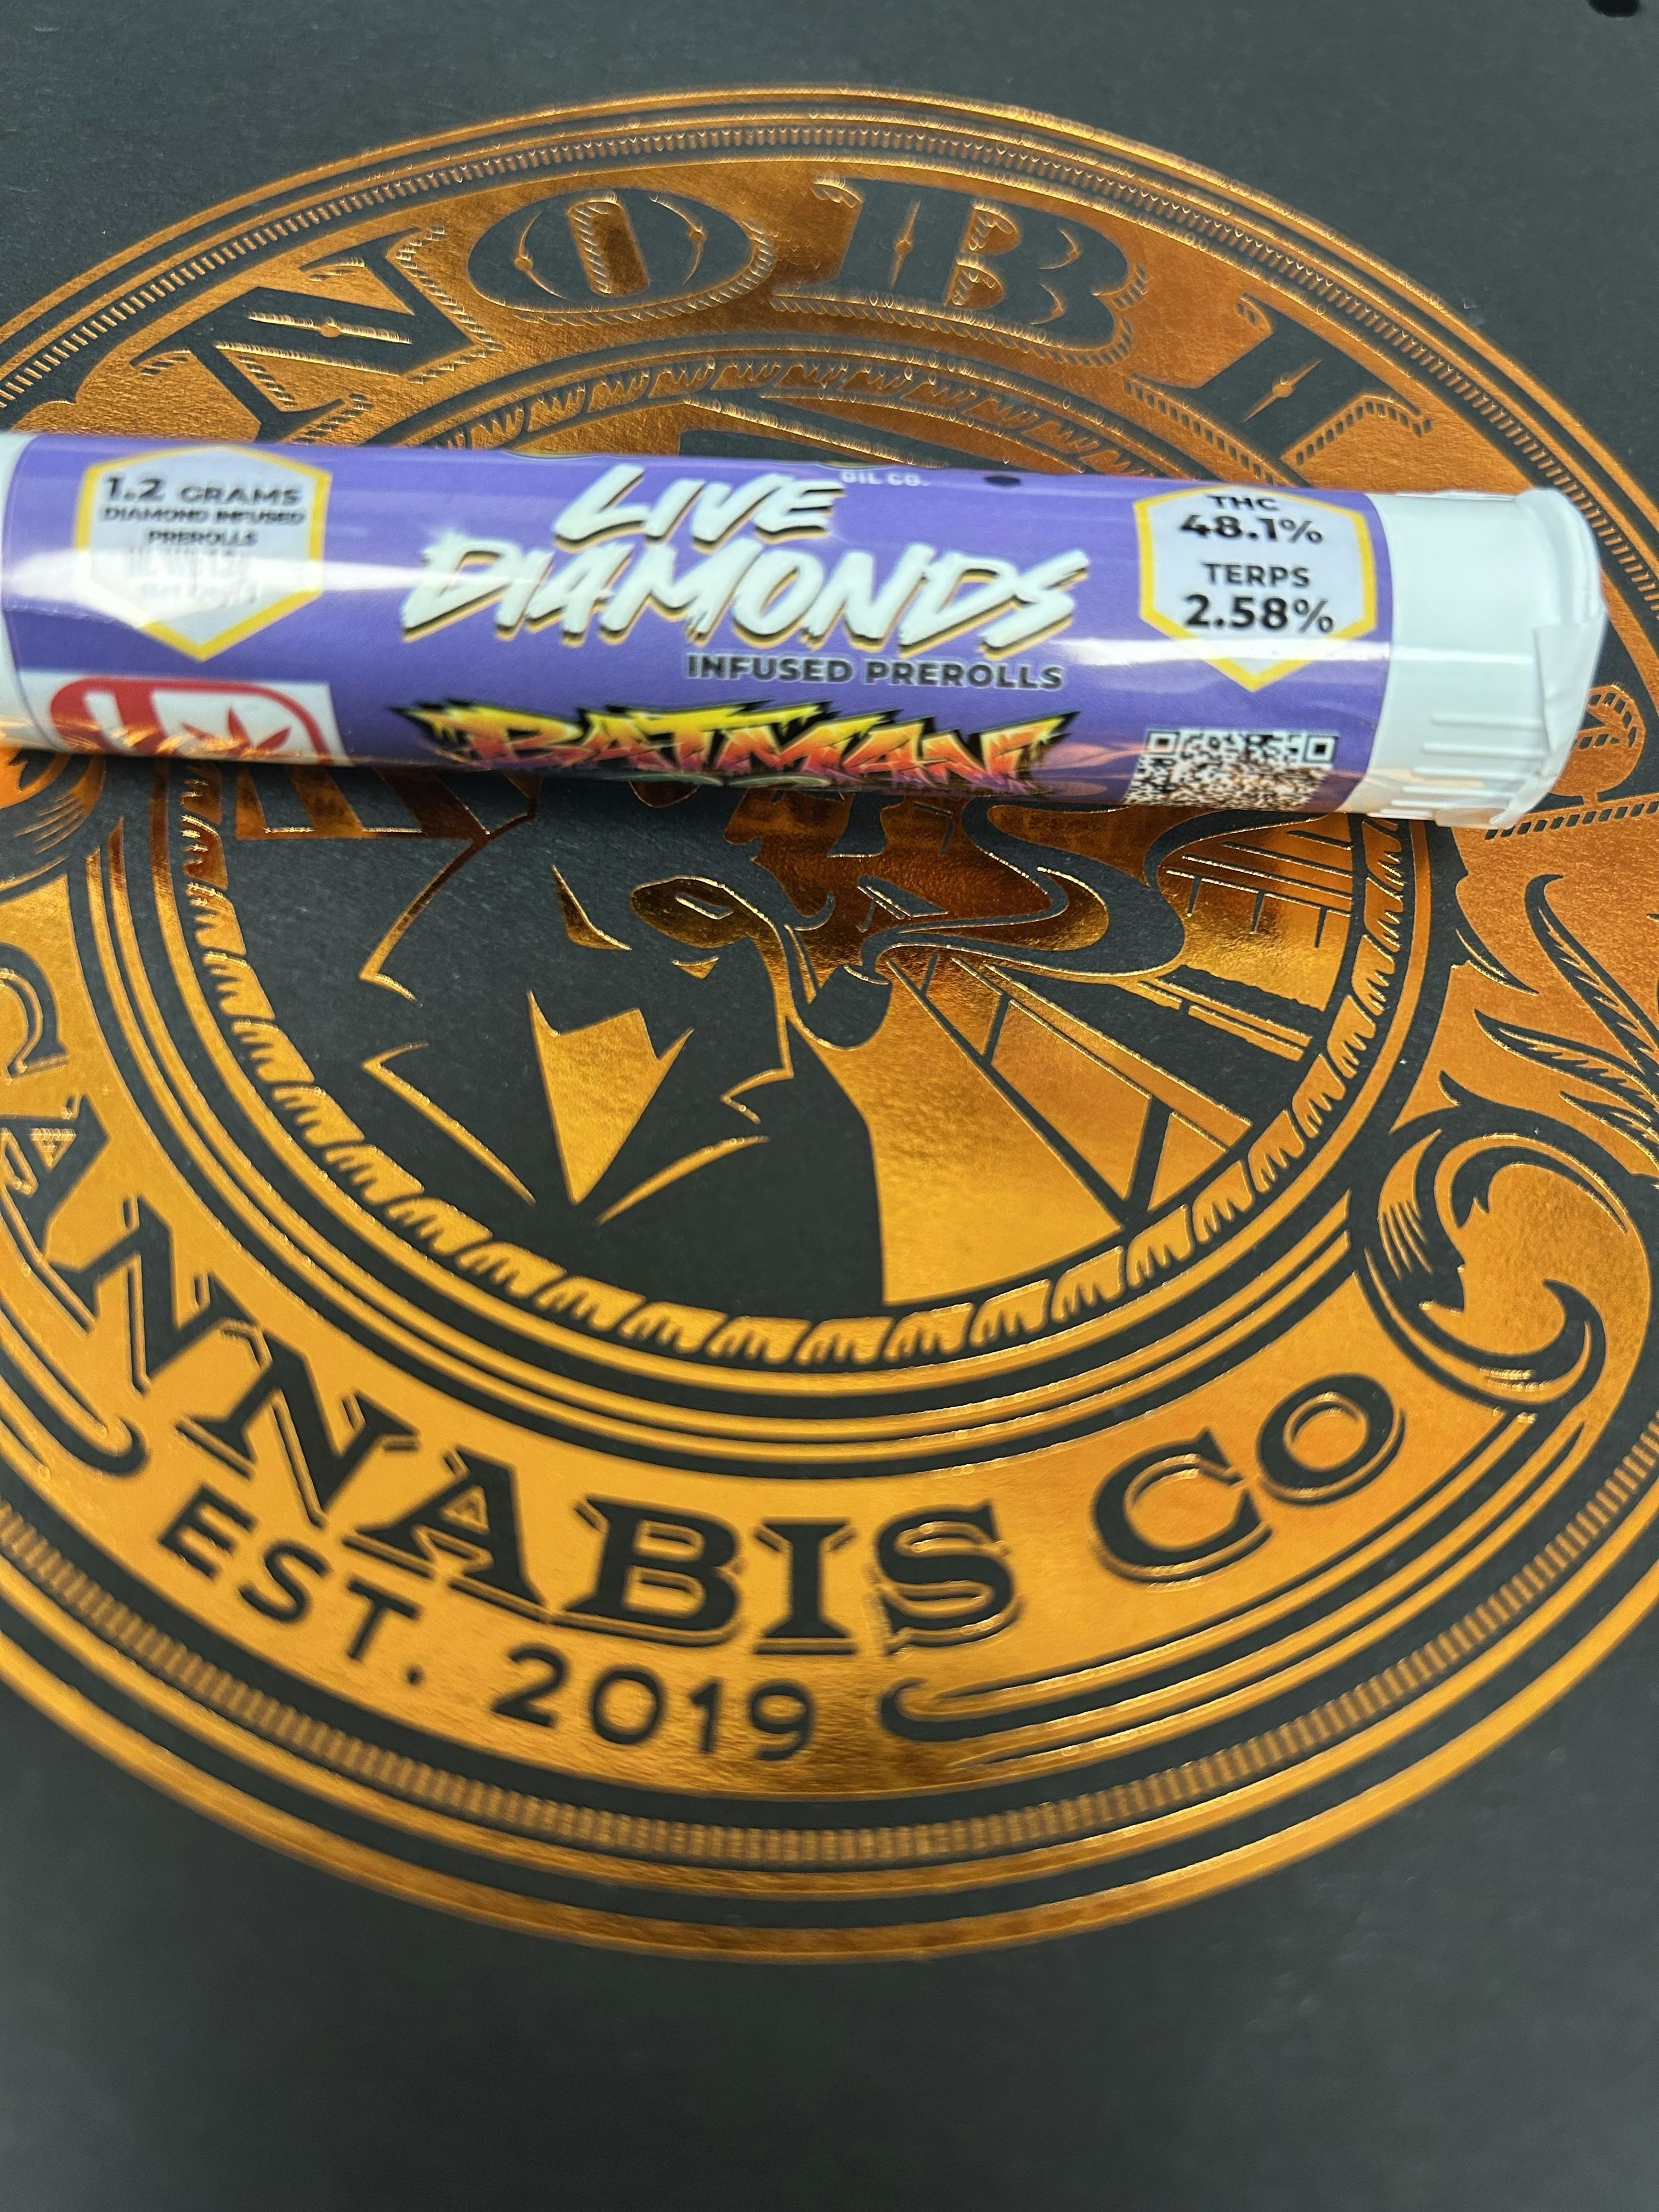 NOBI
1.2 GRAMS
DIAMOND INFUSED
PREROLLS
OIL CO.
LIVE
DIAMONDS
INFUSED PREROLLS
BATMAN
THC
48.1%
TERPS
2.58%
CANNABIS CO
EST. 2019